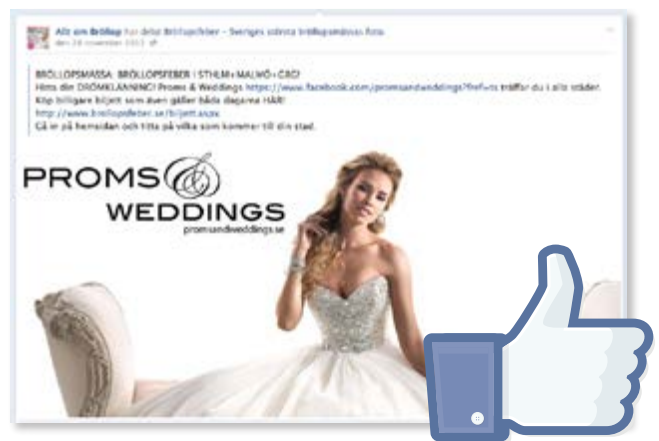 Allt om Bröllop har delat Bröllopsfeber - Sveriges största bröllopsmässas foto.
den 28 november 2013
BRÖLLOPSMÄSSA: BRÖLLOPSFEBER I STHLM+MALMÖ+GBG!
Hitta din DRÖMKLÄNNING! Proms & Weddings https://www.facebook.com/promsandweddings?fref=ts träffar du i alla städer.
Köp billigare biljett som även gäller båda dagarna HÄR!
http://www.brollopsfeber.se/biljett.aspx
Gå in på hemsidan och titta på vilka som kommer till din stad.
PROMS &
WEDDINGS
promsandweddings.se